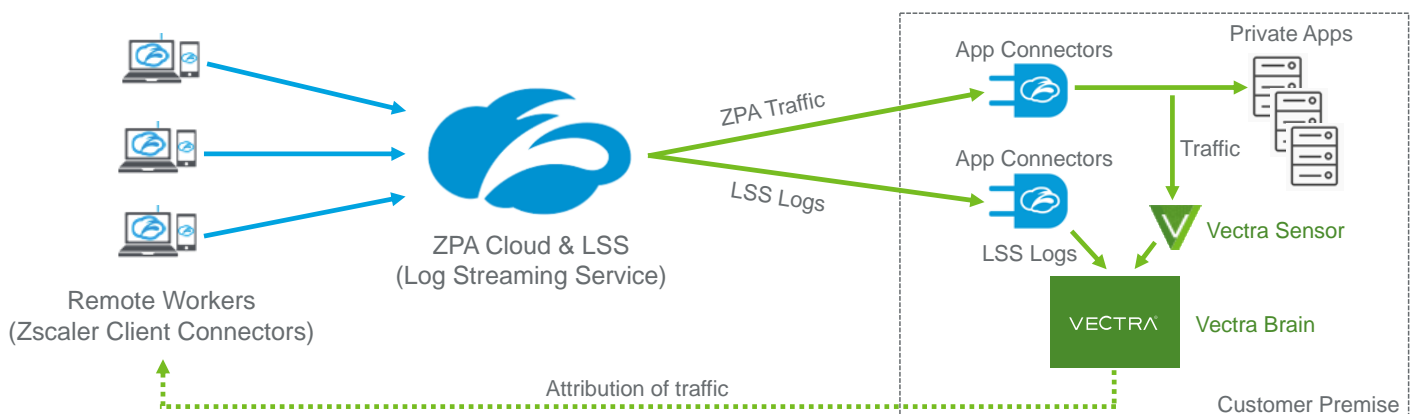 Private Apps
App Connectors
ZPA Traffic
App Connectors
Traffic
LSS Logs
Vectra Sensor
ZPA Cloud & LSS
(Log Streaming Service)
LSS Logs
Remote Workers
(Zscaler Client Connectors)
VECTRA
Vectra Brain
Attribution of traffic
Customer Premise